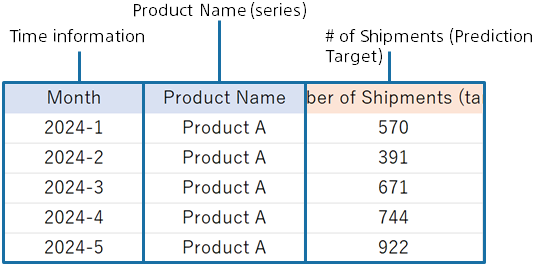 Product Name (series)
Time information
# of Shipments (Prediction
Target)
Month Product Name ber of Shipments (ta
2024-1 Product A 570
2024-2 Product A 391
2024-3 Product A 671
2024-4 Product A 744
2024-5 Product A 922